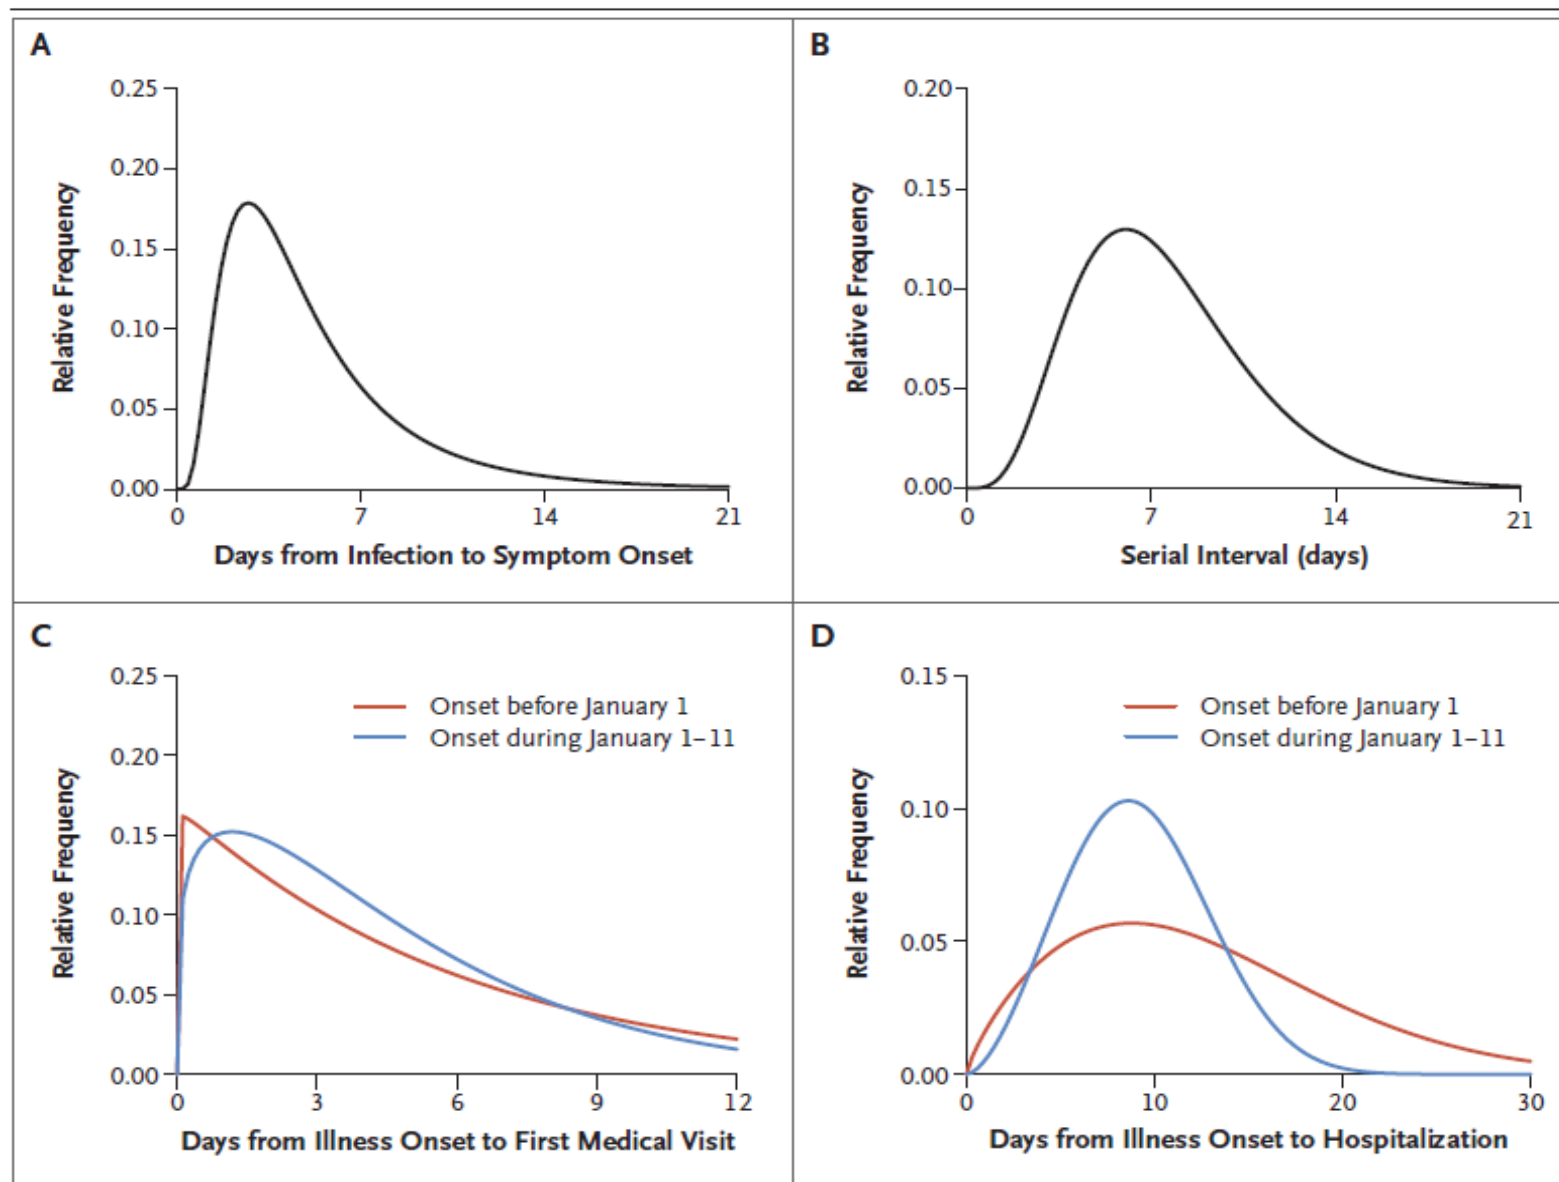 A
0.25
0.20
0.15
0.10
0.05
0.00
Relative Frequency
0 7 14 21
Days from Infection to Symptom Onset
B
0.20
0.15
0.10
0.05
0.00
Relative Frequency
0 7 14 21
Serial Interval (days)
C
0.25
0.20
0.15
0.10
0.05
0.00
Relative Frequency
Onset before January 1
Onset during January 1–11
0 3 6 9 12
Days from Illness Onset to First Medical Visit
D
0.15
0.10
0.05
0.00
Relative Frequency
Onset before January 1
Onset during January 1–11
0 10 20 30
Days from Illness Onset to Hospitalization